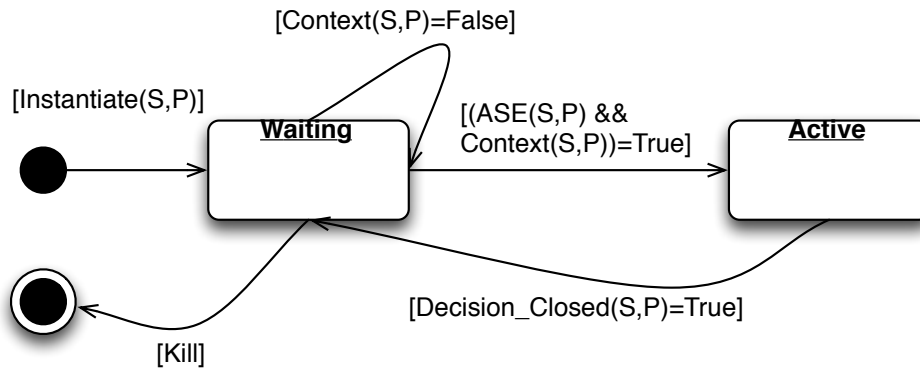 [Context(S,P)=False]
[Instantiate(S,P)]
[(ASE(S,P) &&
Context(S,P))=True]
Waiting
Active
[Decision_Closed(S,P)=True]
[Kill]